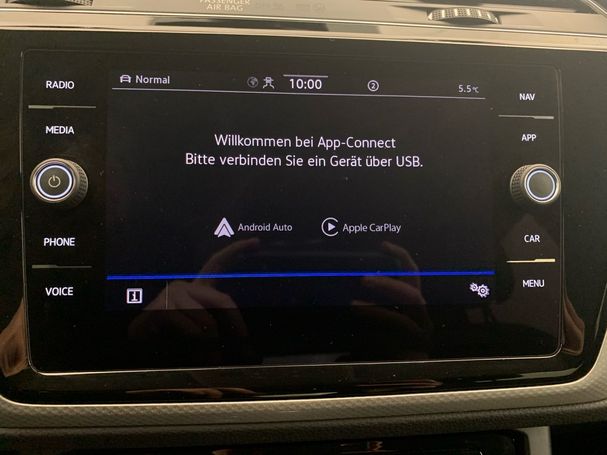 PASSENGER
AIR BAG
RADIO
MEDIA
PHONE
VOICE
Normal
10:00
2
5.5°C
Willkommen bei App-Connect
Bitte verbinden Sie ein Gerät über USB.
Android Auto
Apple CarPlay
NAV
APP
CAR
MENU